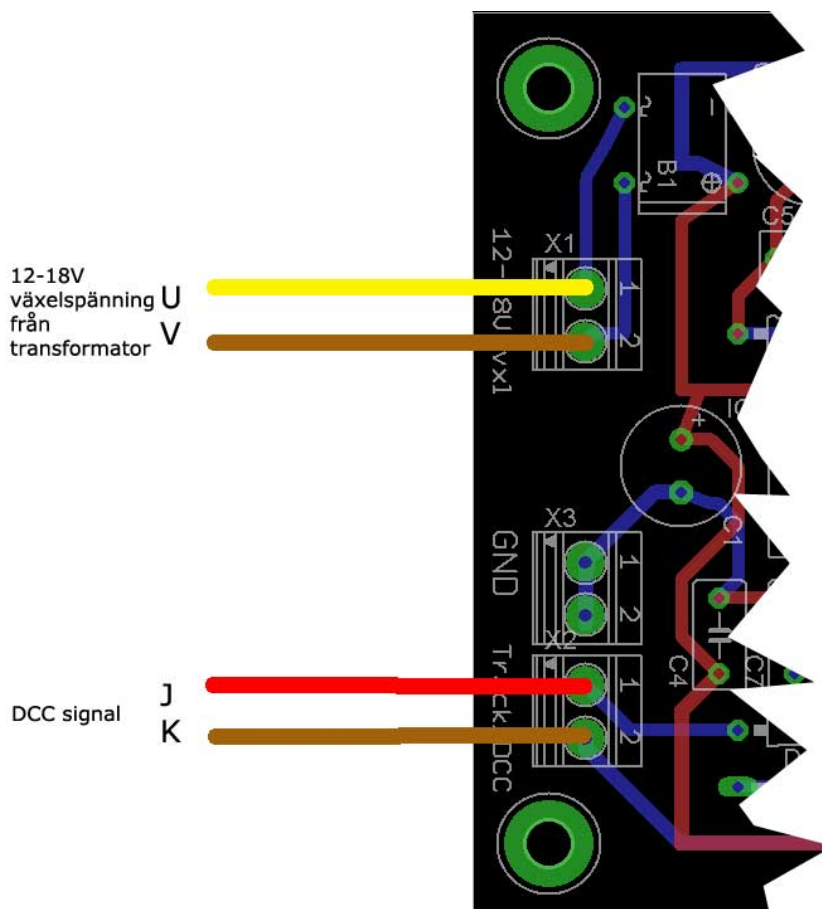 12-18V
växelspänning
från
transformator
U
V
DCC signal
J
K
12-18V vxl
X1
1
2
B1
C5
C1
+
GND
X3
1
2
X2
1
2
Track DCC
C4
C7